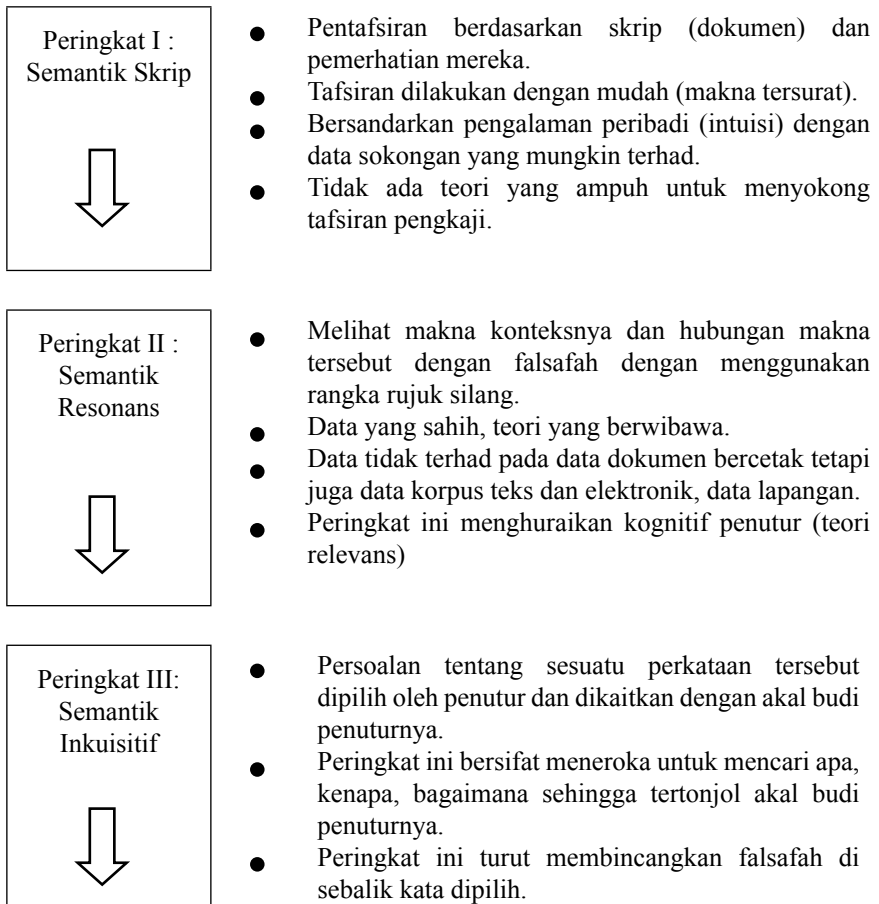 Peringkat I :
Semantik Skrip
● Pentafsiran berdasarkan skrip (dokumen) dan
pemerhatian mereka.
● Tafsiran dilakukan dengan mudah (makna tersurat).
● Bersandarkan pengalaman peribadi (intuisi) dengan
data sokongan yang mungkin terhad.
● Tidak ada teori yang ampuh untuk menyokong
tafsiran pengkaji.
Peringkat II :
Semantik
Resonans
● Melihat makna konteksnya dan hubungan makna
tersebut dengan falsafah dengan menggunakan
rangka rujuk silang.
● Data yang sahih, teori yang berwibawa.
● Data tidak terhad pada data dokumen bercetak tetapi
juga data korpus teks dan elektronik, data lapangan.
● Peringkat ini menghuraikan kognitif penutur (teori
relevans)
Peringkat III:
Semantik
Inkuisitif
● Persoalan tentang sesuatu perkataan tersebut
dipilih oleh penutur dan dikaitkan dengan akal budi
penuturnya.
● Peringkat ini bersifat meneroka untuk mencari apa,
kenapa, bagaimana sehingga tertonjol akal budi
penuturnya.
● Peringkat ini turut membincangkan falsafah di
sebalik kata dipilih.